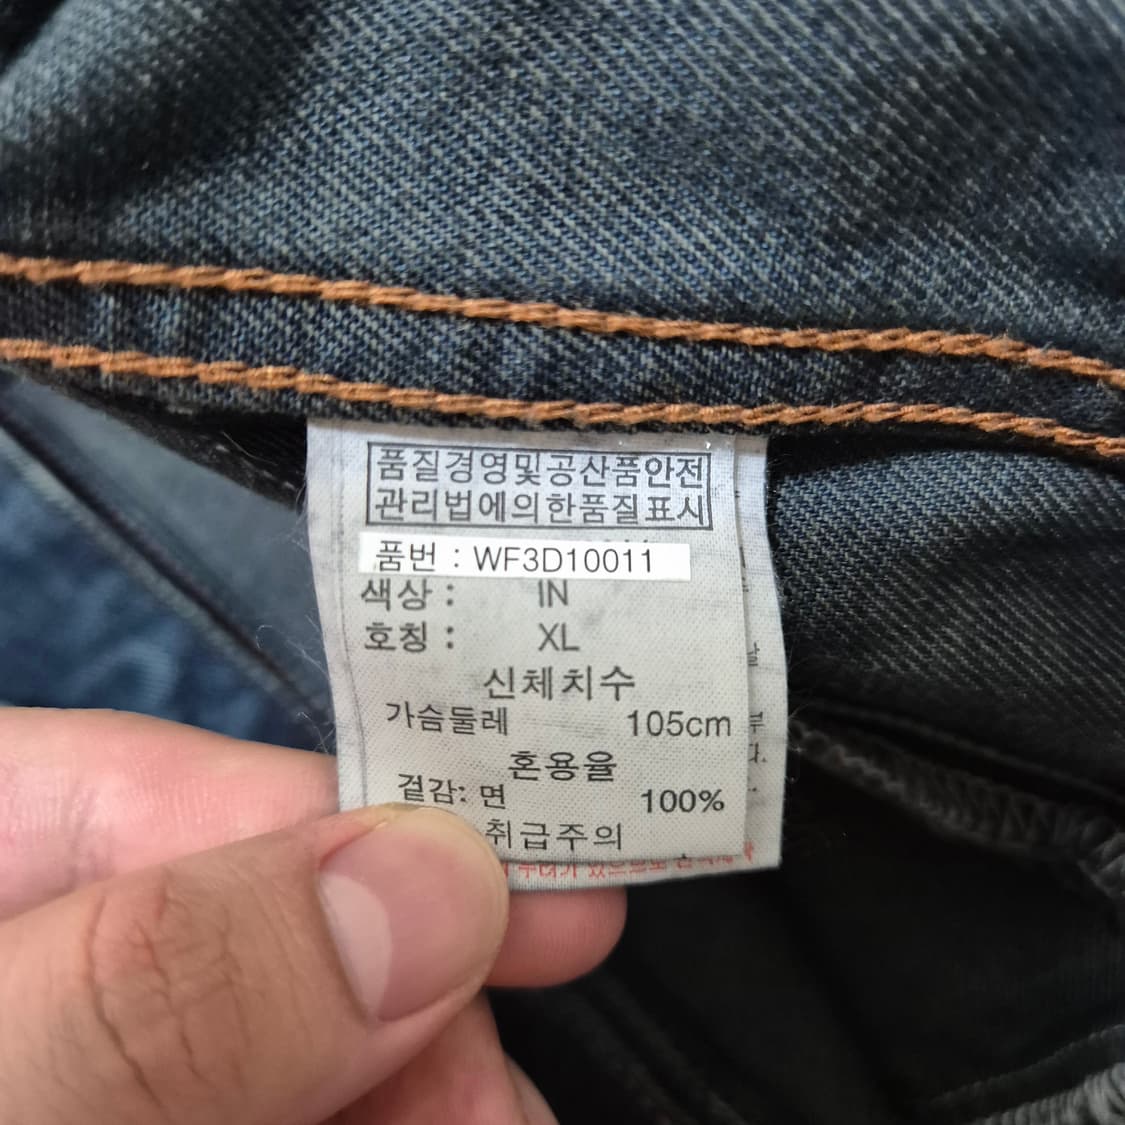 품질경영및공산품안전
관리법에의한품질표시
품번 : WF3D10011
색상 : IN
호칭 : XL
신체치수
가슴둘레 105cm
혼용율
겉감: 면 100%
취급주의